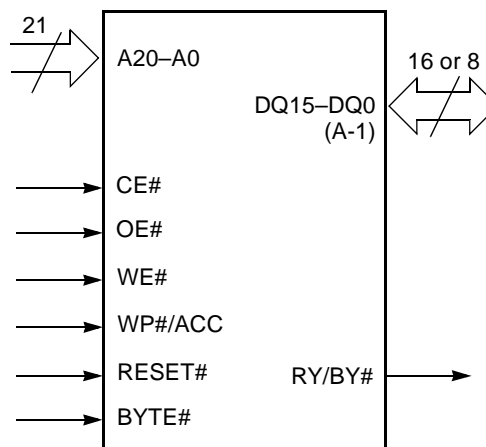 21
A20–A0
16 or 8
DQ15–DQ0
(A-1)
CE#
OE#
WE#
WP#/ACC
RESET#
RY/BY#
BYTE#